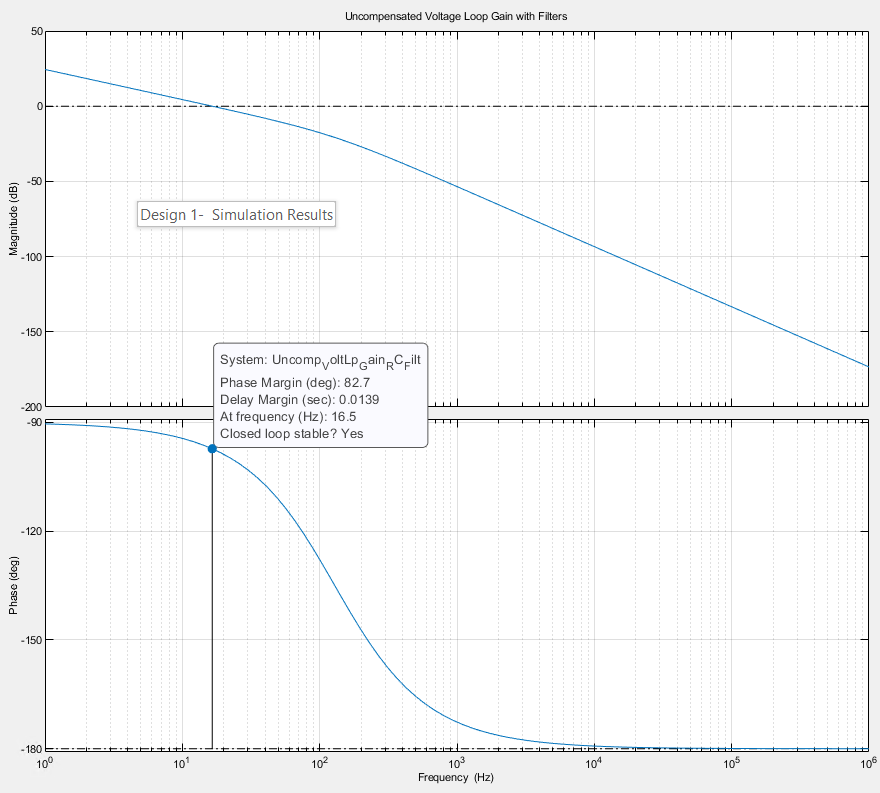 Uncompensated Voltage Loop Gain with Filters
50
0
-50
-100
-150
-200
Magnitude (dB)
Design 1-  Simulation Results
System: Uncomp_VoltLp_Gain_RC_Filt
Phase Margin (deg): 82.7
Delay Margin (sec): 0.0139
At frequency (Hz): 16.5
Closed loop stable? Yes
-90
-120
-150
-180
Phase (deg)
10^0 10^1 10^2 10^3 10^4 10^5 10^6
Frequency (Hz)